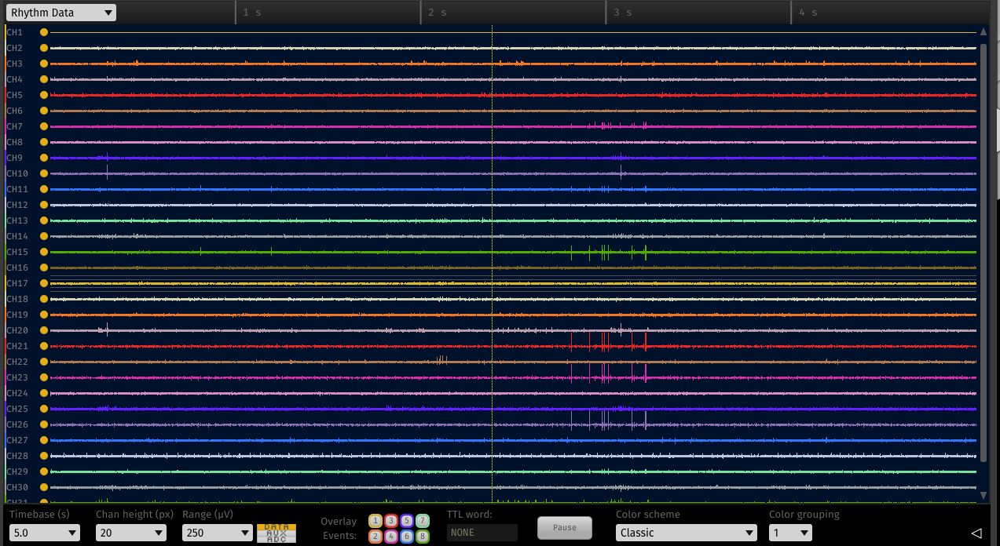 Rhythm Data
1 s
2 s
3 s
4 s
CH1
CH2
CH3
CH4
CH5
CH6
CH7
CH8
CH9
CH10
CH11
CH12
CH13
CH14
CH15
CH16
CH17
CH18
CH19
CH20
CH21
CH22
CH23
CH24
CH25
CH26
CH27
CH28
CH29
CH30
CH31
Timebase (s) Chan height (px) Range (µV) TTL word: Color scheme Color grouping
5.0 20 250 DATA AUX ADC Overlay Events: 1 3 5 7 NONE Pause Classic 1
2 4 6 8